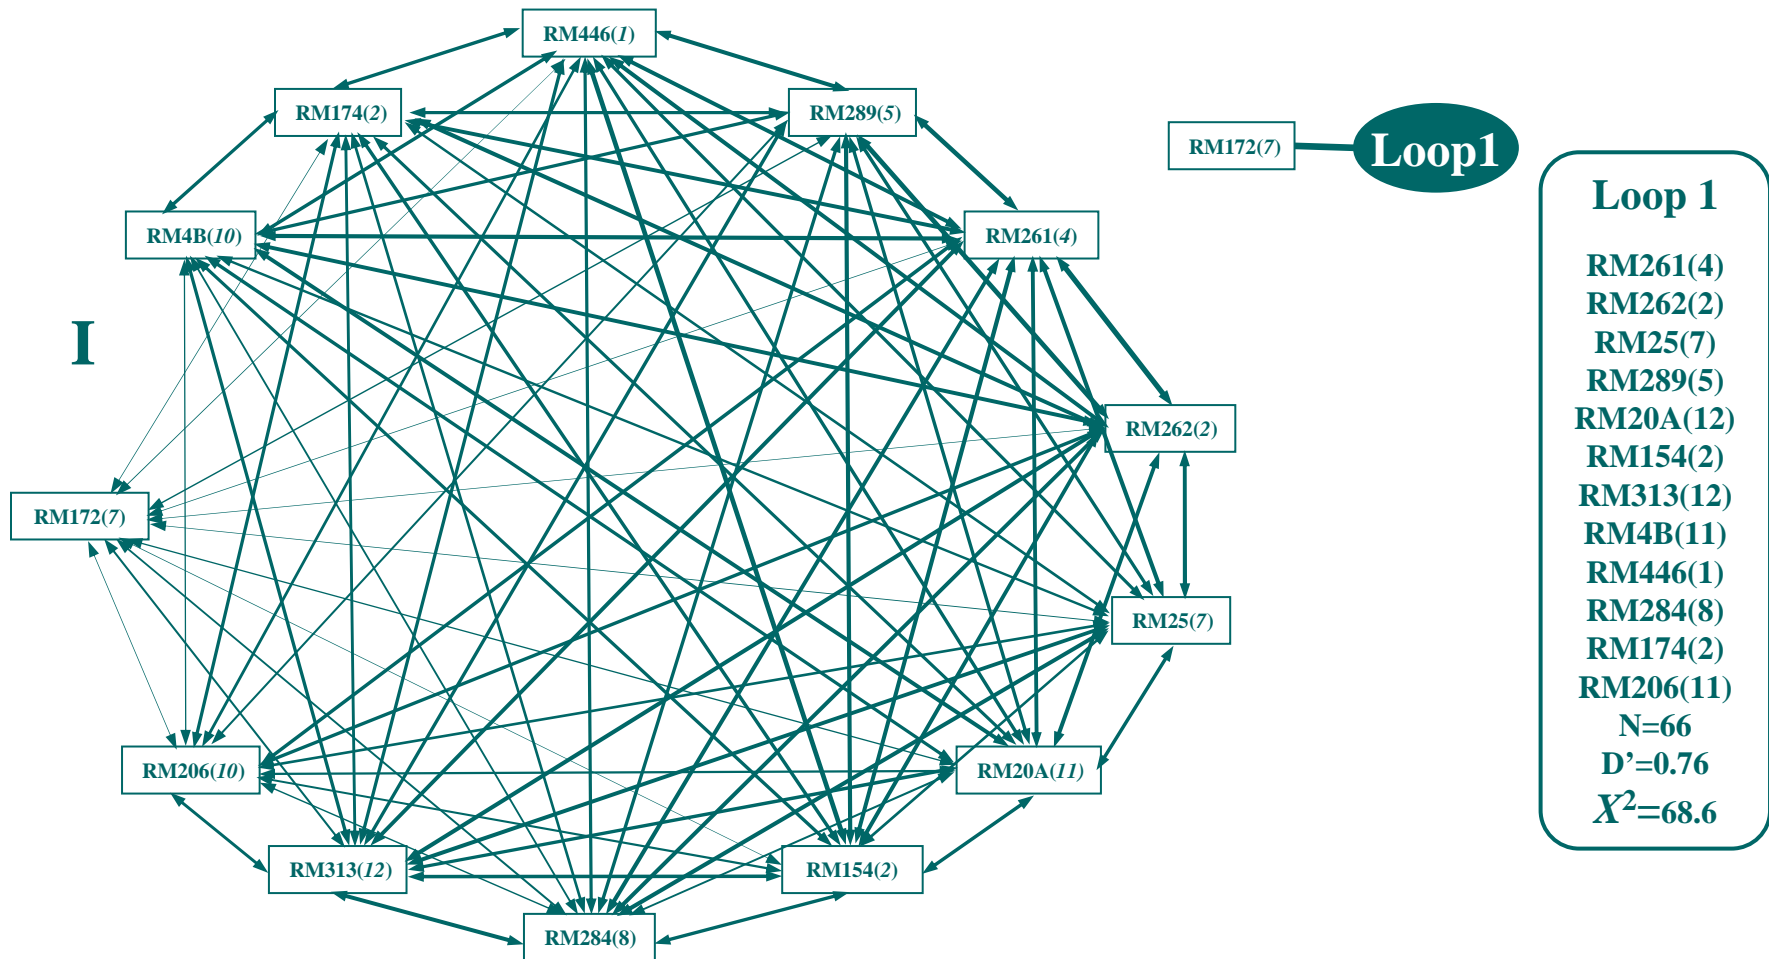 RM446(1)
RM174(2)
RM289(5)
RM4B(10)
RM261(4)
I
RM262(2)
RM172(7)
RM25(7)
RM206(10)
RM20A(11)
RM313(12)
RM154(2)
RM284(8)
RM172(7)
Loop1
Loop 1
RM261(4)
RM262(2)
RM25(7)
RM289(5)
RM20A(12)
RM154(2)
RM313(12)
RM4B(11)
RM446(1)
RM284(8)
RM174(2)
RM206(11)
N=66
D’=0.76
X²=68.6